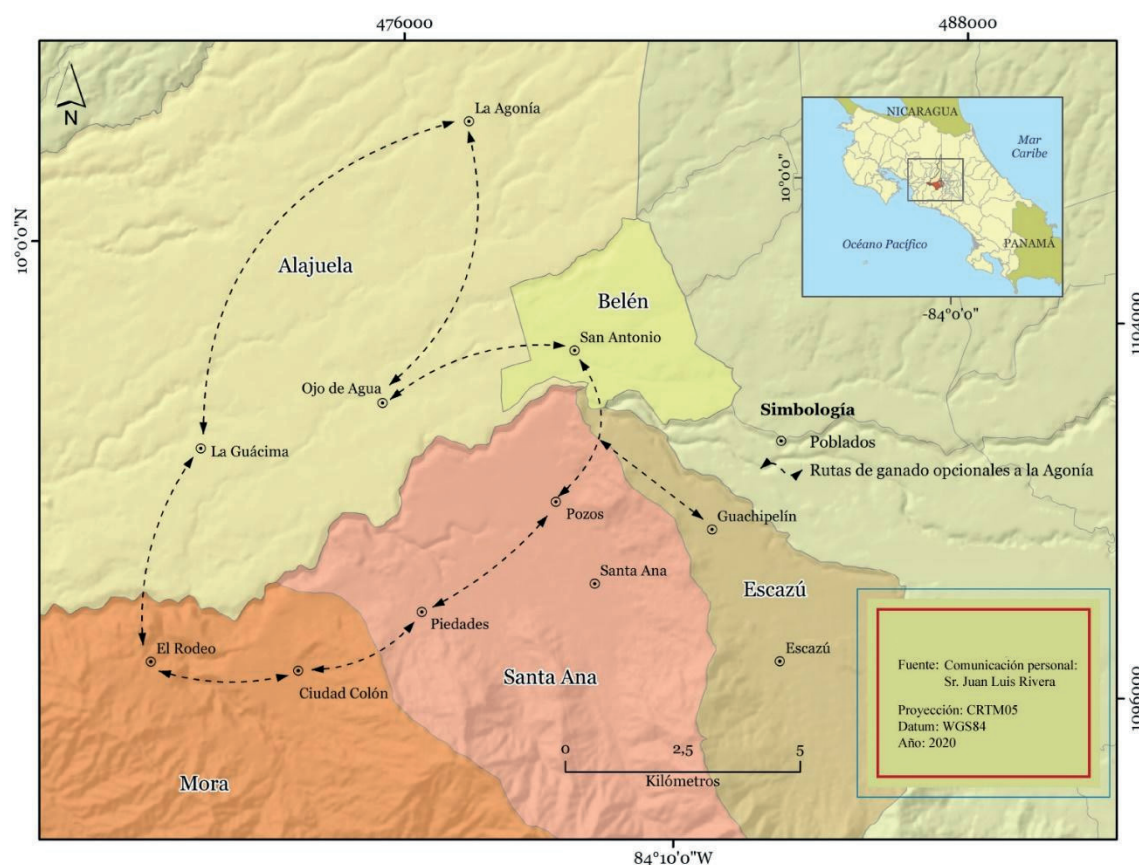 476000
488000
N
La Agonía
NICARAGUA
Mar
Caribe
10°0'0"
Océano Pacífico
PANAMÁ
-84°0'0"
10°0'0"N
Alajuela
Belén
San Antonio
1104000
Ojo de Agua
La Guácima
Simbología
Poblados
Rutas de ganado opcionales a la Agonía
Pozos
Guachipelín
Santa Ana
Escazú
Piedades
El Rodeo
Ciudad Colón
Santa Ana
Escazú
Fuente: Comunicación personal:
Sr. Juan Luis Rivera
Proyección: CRTM05
Datum: WGS84
Año: 2020
1096000
Mora
0 2,5 5
Kilómetros
84°10'0"W